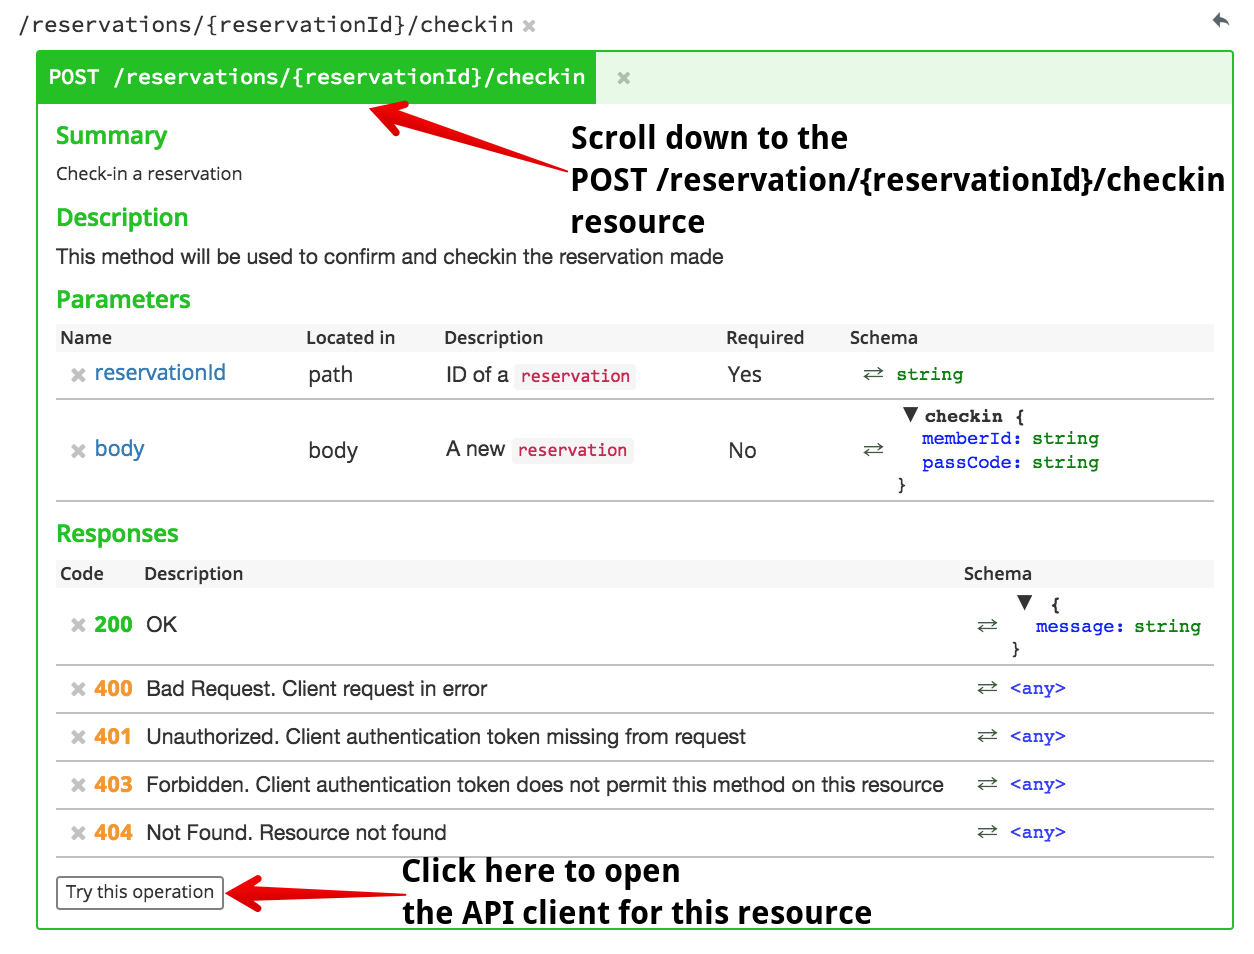 /reservations/{reservationId}/checkin ✖
POST /reservations/{reservationId}/checkin ✖
Summary
Check-in a reservation
Scroll down to the
POST /reservation/{reservationId}/checkin
resource
Description
This method will be used to confirm and checkin the reservation made
Parameters
Name Located in Description Required Schema
✖ reservationId path ID of a reservation Yes ⇄ string
✖ body body A new reservation No ⇄ ▼ checkin {
memberId: string
passCode: string
}
Responses
Code Description Schema
✖ 200 OK ⇄ ▼ {
message: string
}
✖ 400 Bad Request. Client request in error ⇄ <any>
✖ 401 Unauthorized. Client authentication token missing from request ⇄ <any>
✖ 403 Forbidden. Client authentication token does not permit this method on this resource ⇄ <any>
✖ 404 Not Found. Resource not found ⇄ <any>
Try this operation
Click here to open
the API client for this resource